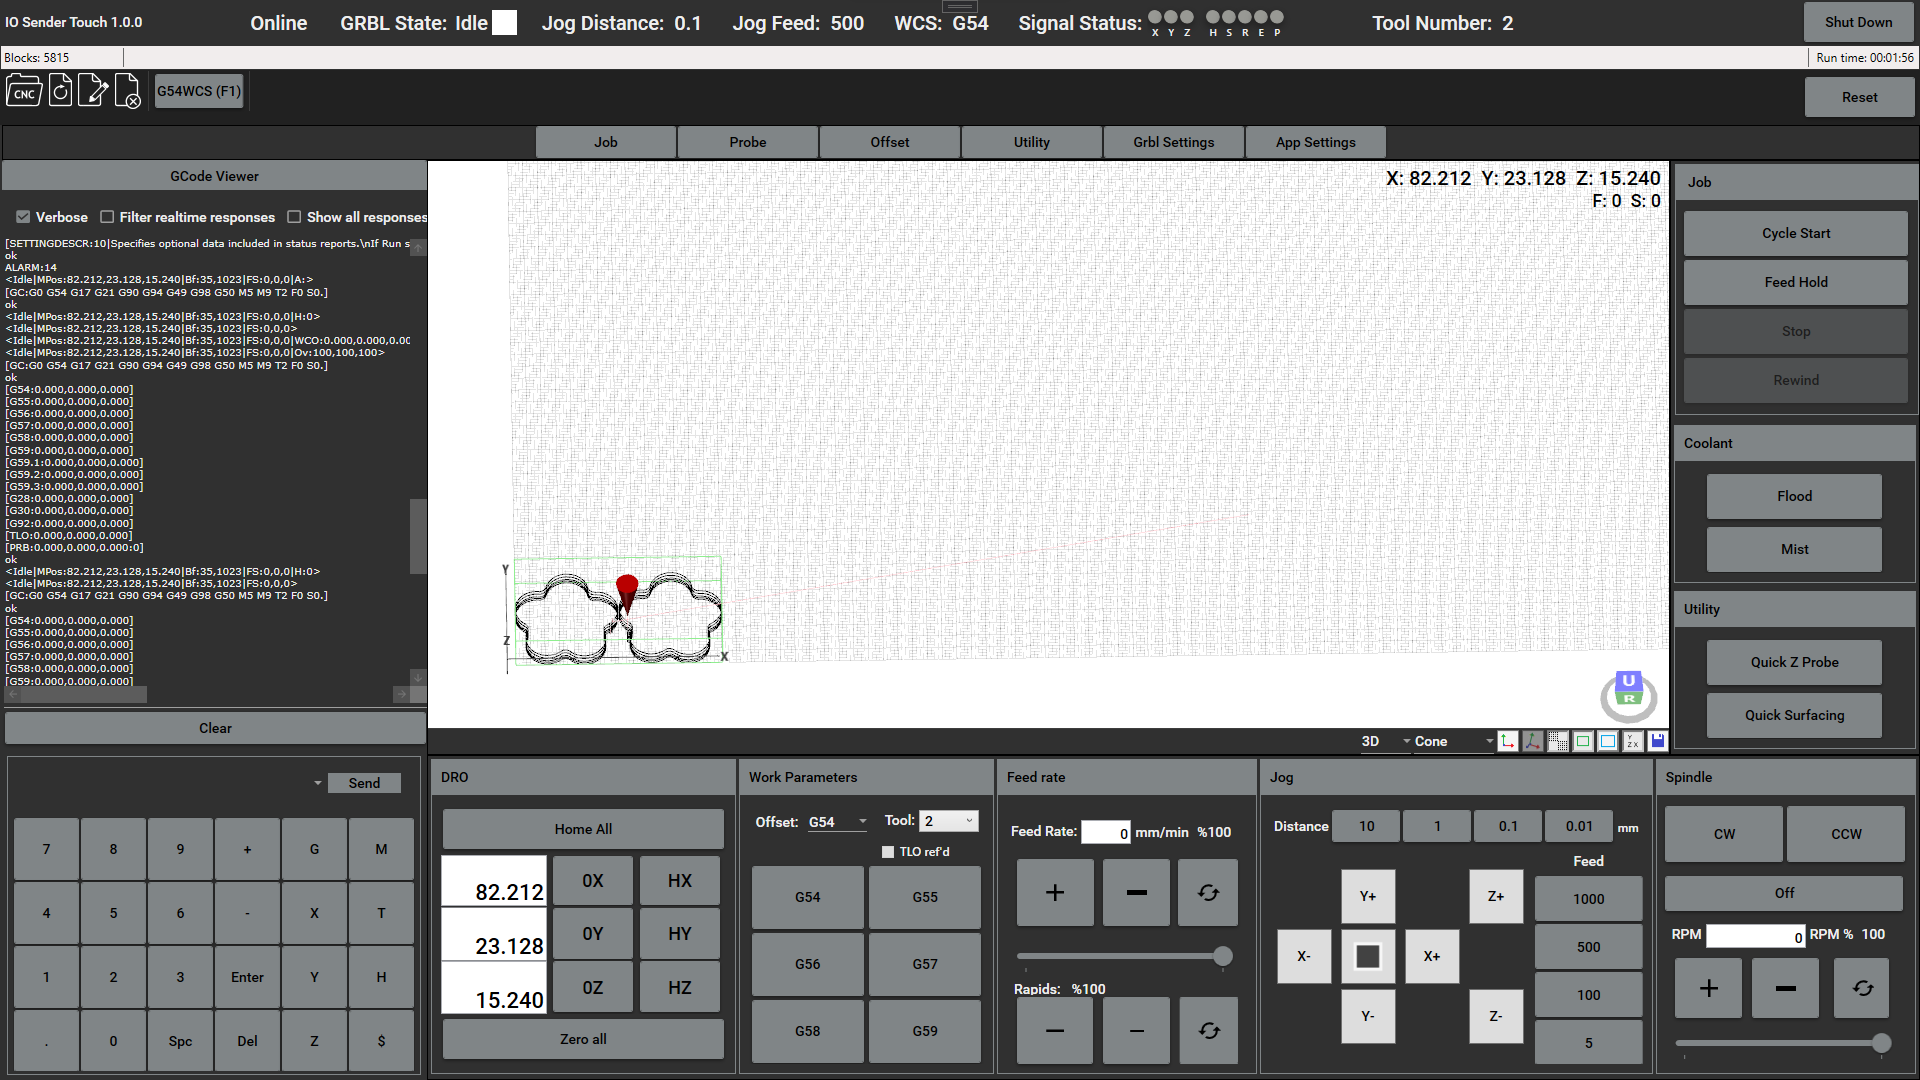 IO Sender Touch 1.0.0
Online
GRBL State: Idle
Jog Distance: 0.1
Jog Feed: 500
WCS: G54
Signal Status:
X Y Z H S R E P
Tool Number: 2
Shut Down
Blocks: 5815
Run time: 00:01:56
CNC
G54WCS (F1)
Reset
Job
Probe
Offset
Utility
Grbl Settings
App Settings
GCode Viewer
Verbose
Filter realtime responses
Show all responses
[SETTINGDESCR:10|Specifies optional data included in status reports.\nIf Run s
ok
ALARM:14
<Idle|MPos:82.212,23.128,15.240|Bf:35,1023|FS:0,0,0|A:>
[GC:G0 G54 G17 G21 G90 G94 G49 G98 G50 M5 M9 T2 F0 S0.]
ok
<Idle|MPos:82.212,23.128,15.240|Bf:35,1023|FS:0,0,0|H:0>
<Idle|MPos:82.212,23.128,15.240|Bf:35,1023|FS:0,0,0>
<Idle|MPos:82.212,23.128,15.240|Bf:35,1023|FS:0,0,0|WCO:0.000,0.000,0.00
<Idle|MPos:82.212,23.128,15.240|Bf:35,1023|FS:0,0,0|Ov:100,100,100>
[GC:G0 G54 G17 G21 G90 G94 G49 G98 G50 M5 M9 T2 F0 S0.]
ok
[G54:0.000,0.000,0.000]
[G55:0.000,0.000,0.000]
[G56:0.000,0.000,0.000]
[G57:0.000,0.000,0.000]
[G58:0.000,0.000,0.000]
[G59:0.000,0.000,0.000]
[G59.1:0.000,0.000,0.000]
[G59.2:0.000,0.000,0.000]
[G59.3:0.000,0.000,0.000]
[G28:0.000,0.000,0.000]
[G30:0.000,0.000,0.000]
[G92:0.000,0.000,0.000]
[TLO:0.000,0.000,0.000]
[PRB:0.000,0.000,0.000:0]
ok
<Idle|MPos:82.212,23.128,15.240|Bf:35,1023|FS:0,0,0|H:0>
<Idle|MPos:82.212,23.128,15.240|Bf:35,1023|FS:0,0,0>
[GC:G0 G54 G17 G21 G90 G94 G49 G98 G50 M5 M9 T2 F0 S0.]
ok
[G54:0.000,0.000,0.000]
[G55:0.000,0.000,0.000]
[G56:0.000,0.000,0.000]
[G57:0.000,0.000,0.000]
[G58:0.000,0.000,0.000]
[G59:0.000,0.000,0.000]
Clear
X: 82.212 Y: 23.128 Z: 15.240
F: 0 S: 0
Y
Z
X
U
R
3D
Cone
Y
Z X
Job
Cycle Start
Feed Hold
Stop
Rewind
Coolant
Flood
Mist
Utility
Quick Z Probe
Quick Surfacing
Send
7 8 9 + G M
4 5 6 - X T
1 2 3 Enter Y H
. 0 Spc Del Z $
DRO
Home All
82.212 0X HX
23.128 0Y HY
15.240 0Z HZ
Zero all
Work Parameters
Offset: G54
Tool: 2
TLO ref'd
G54 G55
G56 G57
G58 G59
Feed rate
Feed Rate: 0 mm/min %100
+ −
Rapids: %100
− −
Jog
Distance 10 1 0.1 0.01 mm
Feed
Y+ Z+ 1000
X- X+ 500
Y- Z- 100
5
Spindle
CW CCW
Off
RPM 0 RPM % 100
+ −